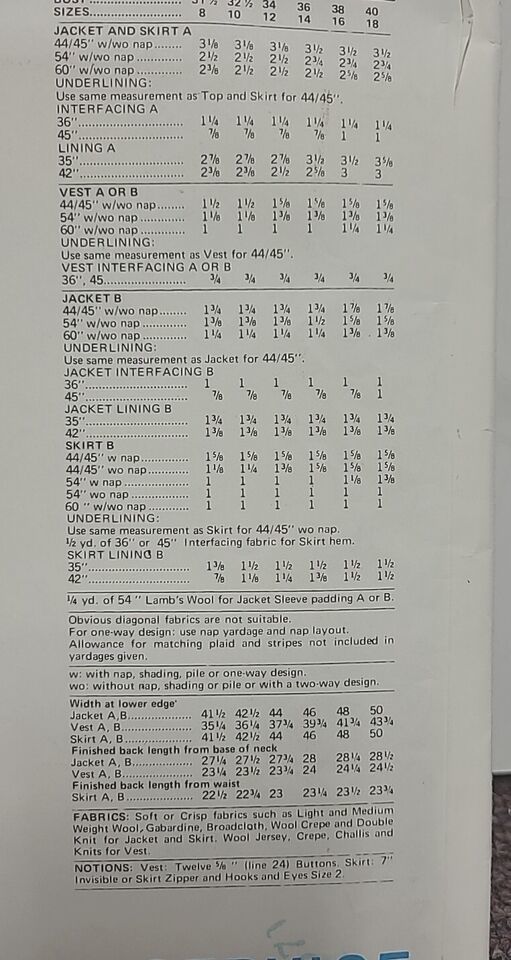 SIZES............................ 8 10 12 14 16 18
31 ½ 32 ½ 34 36 38 40
JACKET AND SKIRT A
44/45" w/wo nap............ 3⅛ 3⅛ 3⅛ 3½ 3½ 3½
54" w/wo nap ................. 2½ 2½ 2½ 2¾ 2¾ 2¾
60" w/wo nap ................. 2⅜ 2½ 2½ 2½ 2⅝ 2⅝
UNDERLINING:
Use same measurement as Top and Skirt for 44/45".
INTERFACING A
36".............................. 1¼ 1¼ 1¼ 1¼ 1¼ 1¼
45".............................. ⅞ ⅞ ⅞ ⅞ 1 1
LINING A
35".............................. 2⅞ 2⅞ 2⅞ 3½ 3½ 3⅝
42".............................. 2⅜ 2⅜ 2½ 2⅝ 3 3
VEST A OR B
44/45" w/wo nap........ 1½ 1½ 1⅝ 1⅝ 1⅝ 1⅝
54" w/wo nap ............. 1⅛ 1⅛ 1⅜ 1⅜ 1⅜ 1⅜
60" w/wo nap ............. 1 1 1 1 1¼ 1¼
UNDERLINING:
Use same measurement as Vest for 44/45".
VEST INTERFACING A OR B
36", 45....................... ¾ ¾ ¾ ¾ ¾ ¾
JACKET B
44/45" w/wo nap........ 1¾ 1¾ 1¾ 1¾ 1⅞ 1⅞
54" w/wo nap ............. 1⅜ 1⅜ 1⅜ 1½ 1⅝ 1⅝
60" w/wo nap ............. 1¼ 1¼ 1¼ 1¼ 1⅜ 1⅜
UNDERLINING:
Use same measurement as Jacket for 44/45".
JACKET INTERFACING B
36".............................. 1 1 1 1 1 1
45".............................. ⅞ ⅞ ⅞ ⅞ ⅞ 1
JACKET LINING B
35".............................. 1¾ 1¾ 1¾ 1¾ 1¾ 1¾
42".............................. 1⅜ 1⅜ 1⅜ 1⅜ 1⅜ 1⅜
SKIRT B
44/45" w nap.............. 1⅝ 1⅝ 1⅝ 1⅝ 1⅝ 1⅝
44/45" wo nap............ 1⅛ 1¼ 1⅜ 1⅝ 1⅝ 1⅝
54" w nap................... 1 1 1 1 1⅛ 1⅜
54" wo nap................. 1 1 1 1 1 1
60 " w/wo nap............ 1 1 1 1 1 1
UNDERLINING:
Use same measurement as Skirt for 44/45" wo nap.
½ yd. of 36" or 45" Interfacing fabric for Skirt hem.
SKIRT LINING B
35".............................. 1⅜ 1½ 1½ 1½ 1½ 1½
42".............................. ⅞ 1⅛ 1¼ 1⅜ 1½ 1½
¼ yd. of 54 " Lamb's Wool for Jacket Sleeve padding A or B.
Obvious diagonal fabrics are not suitable.
For one-way design: use nap yardage and nap layout.
Allowance for matching plaid and stripes not included in
yardages given.
w: with nap, shading, pile or one-way design.
wo: without nap, shading or pile or with a two-way design.
Width at lower edge
Jacket A,B................... 41½ 42½ 44 46 48 50
Vest A, B..................... 35¼ 36¼ 37¾ 39¾ 41¾ 43¾
Skirt A, B.................... 41½ 42½ 44 46 48 50
Finished back length from base of neck
Jacket A, B.................. 27¼ 27½ 27¾ 28 28¼ 28½
Vest A, B..................... 23¼ 23½ 23¾ 24 24¼ 24½
Finished back length from waist
Skirt A, B.................... 22½ 22¾ 23 23¼ 23½ 23¾
FABRICS: Soft or Crisp fabrics such as Light and Medium
Weight Wool, Gabardine, Broadcloth, Wool Crepe and Double
Knit for Jacket and Skirt. Wool Jersey, Crepe, Challis and
Knits for Vest.
NOTIONS: Vest: Twelve ⅝ " (line 24) Buttons. Skirt: 7"
Invisible or Skirt Zipper and Hooks and Eyes Size 2.